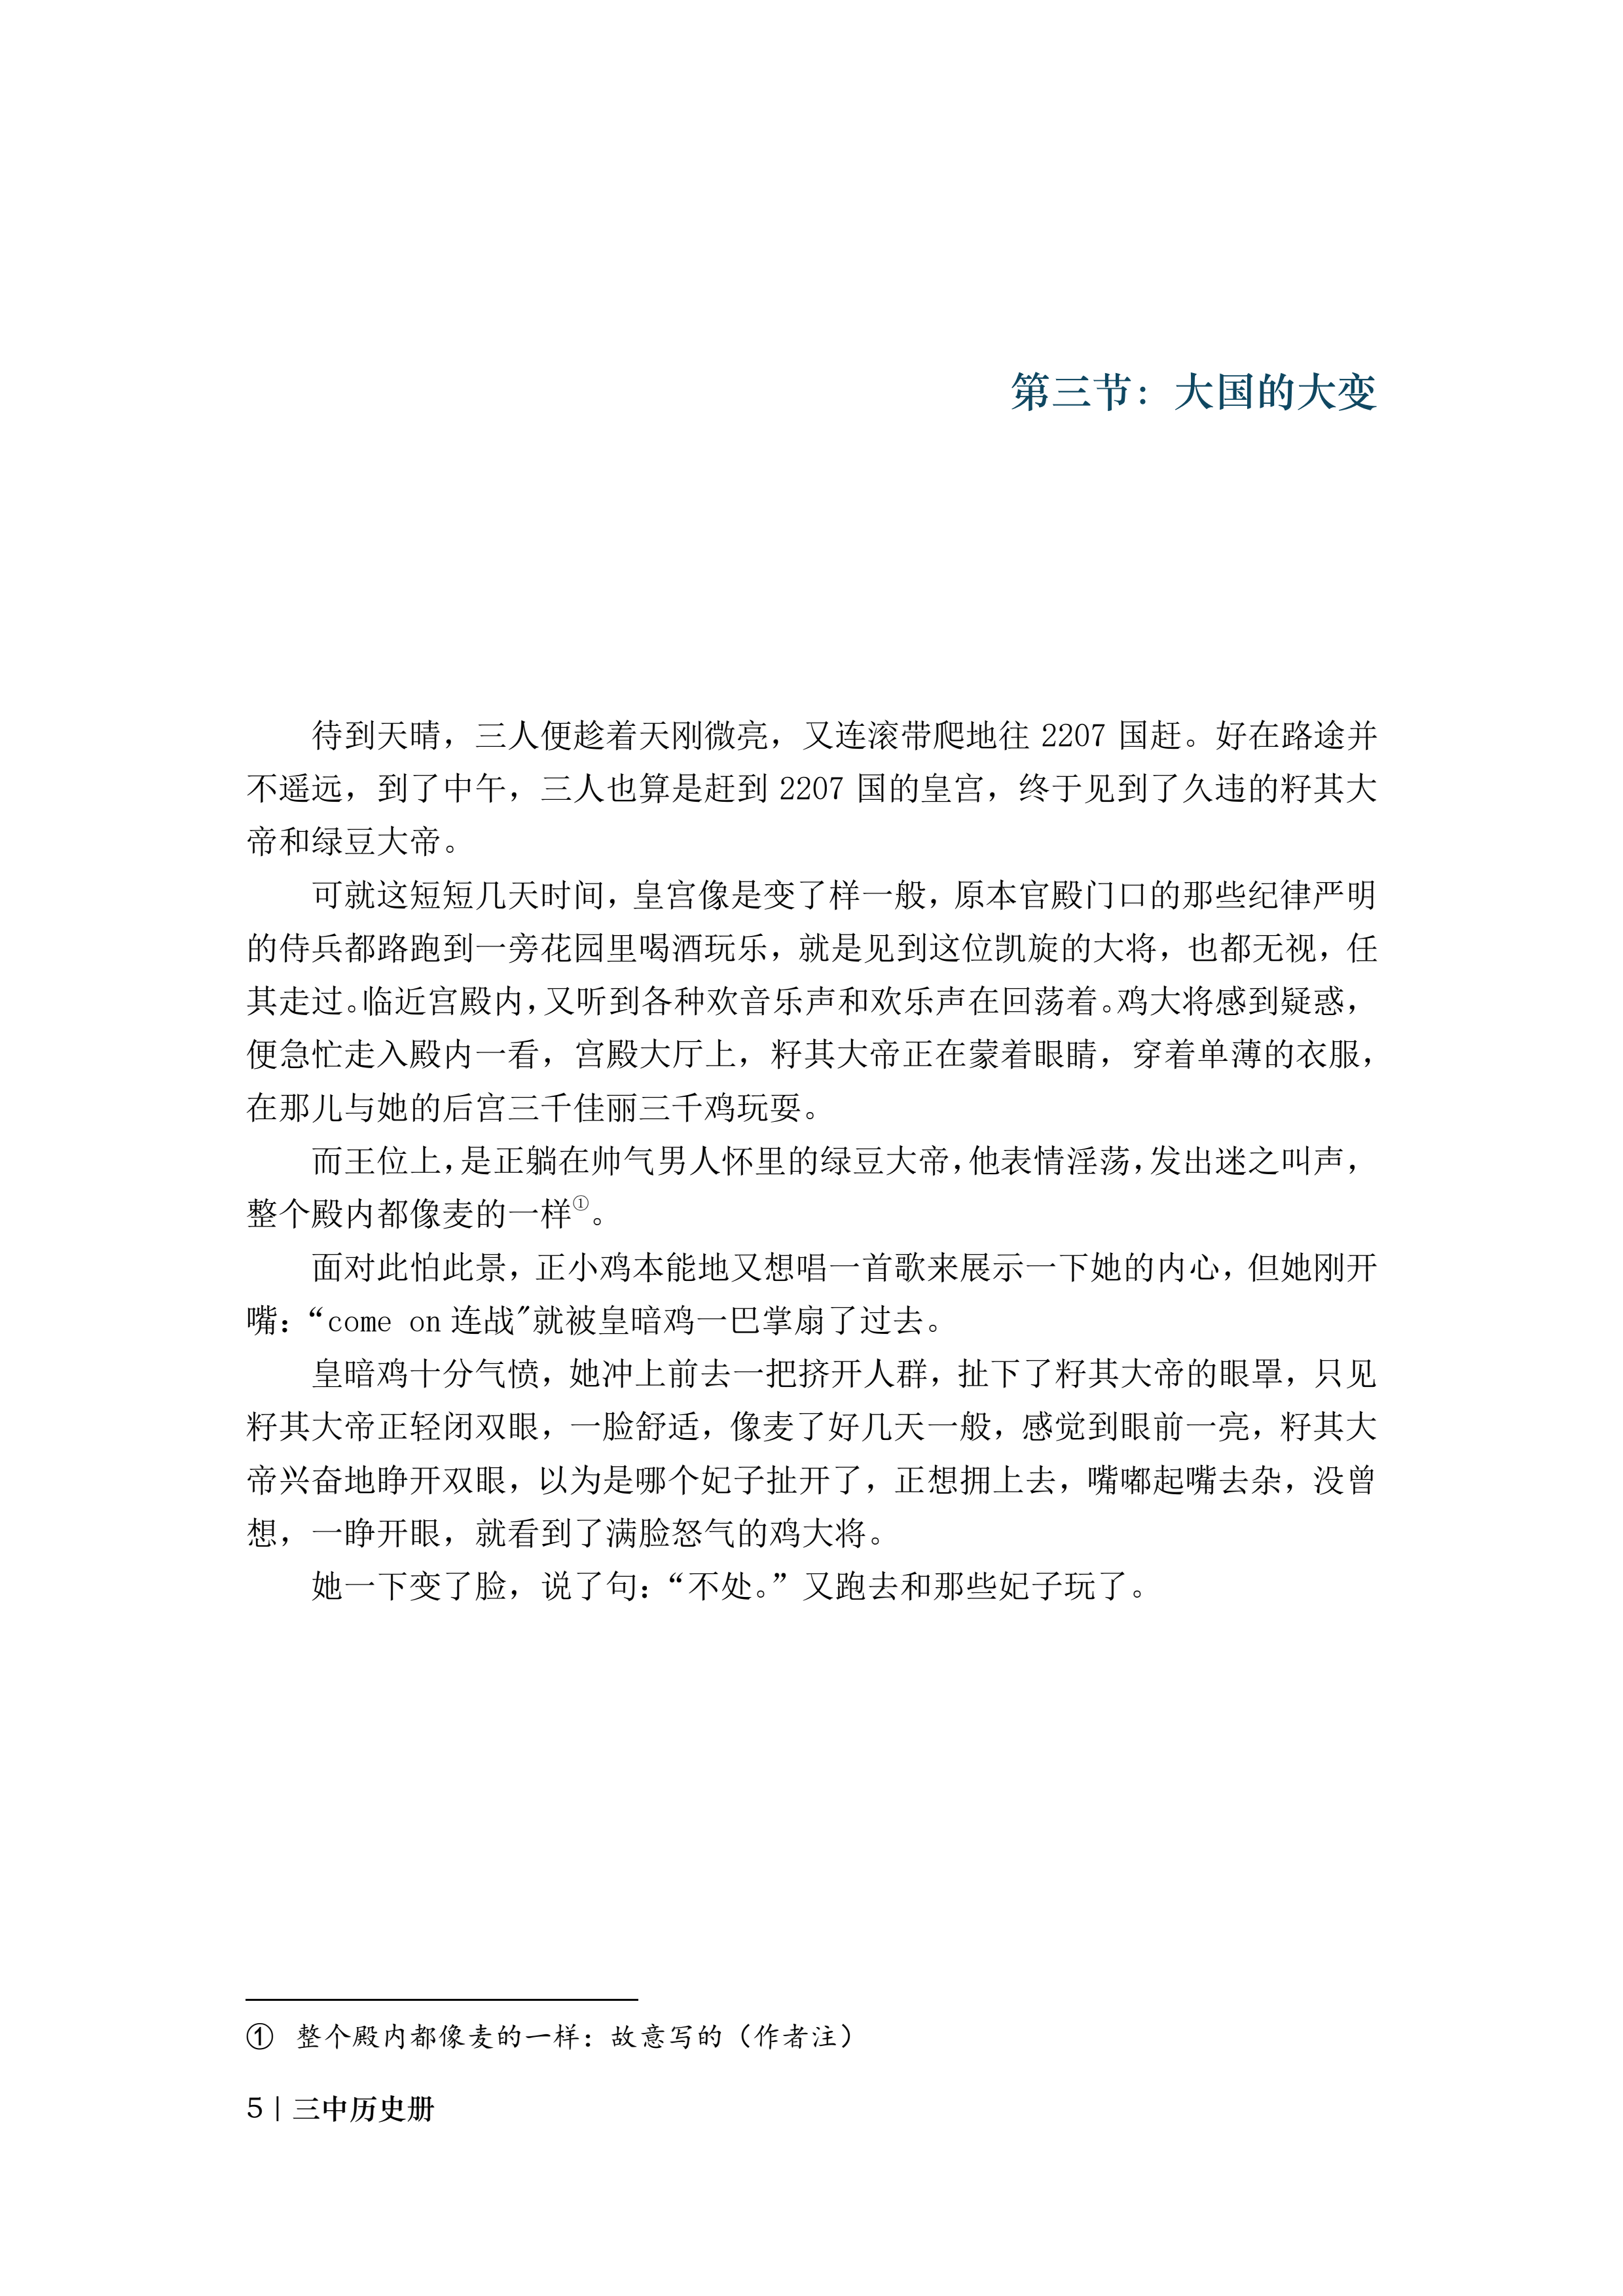 第三节：大国的大变
待到天晴，三人便趁着天刚微亮，又连滚带爬地往 2207 国赶。好在路途并
不遥远，到了中午，三人也算是赶到 2207 国的皇宫，终于见到了久违的籽其大
帝和绿豆大帝。
可就这短短几天时间，皇宫像是变了样一般，原本官殿门口的那些纪律严明
的侍兵都路跑到一旁花园里喝酒玩乐，就是见到这位凯旋的大将，也都无视，任
其走过。临近宫殿内，又听到各种欢音乐声和欢乐声在回荡着。鸡大将感到疑惑，
便急忙走入殿内一看，宫殿大厅上，籽其大帝正在蒙着眼睛，穿着单薄的衣服，
在那儿与她的后宫三千佳丽三千鸡玩耍。
而王位上，是正躺在帅气男人怀里的绿豆大帝，他表情淫荡，发出迷之叫声，
整个殿内都像麦的一样①。
面对此怕此景，正小鸡本能地又想唱一首歌来展示一下她的内心，但她刚开
嘴：“come on 连战"就被皇暗鸡一巴掌扇了过去。
皇暗鸡十分气愤，她冲上前去一把挤开人群，扯下了籽其大帝的眼罩，只见
籽其大帝正轻闭双眼，一脸舒适，像麦了好几天一般，感觉到眼前一亮，籽其大
帝兴奋地睁开双眼，以为是哪个妃子扯开了，正想拥上去，嘴嘟起嘴去杂，没曾
想，一睁开眼，就看到了满脸怒气的鸡大将。
她一下变了脸，说了句：“不处。”又跑去和那些妃子玩了。
① 整个殿内都像麦的一样：故意写的（作者注）
5 | 三中历史册